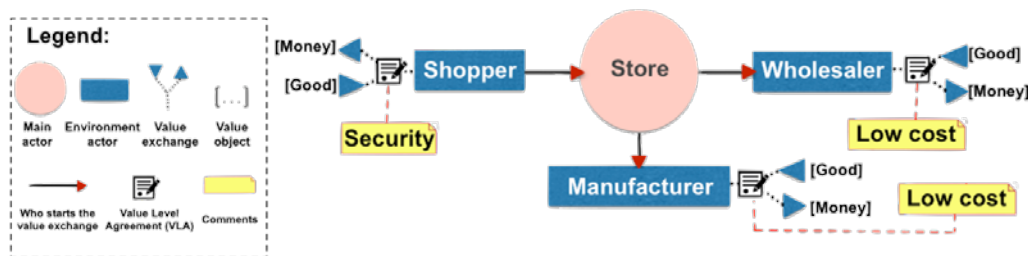 Legend:
[...]
Main
actor
Environment
actor
Value
exchange
Value
object
Who starts the
value exchange
Value Level
Agreement (VLA)
Comments
[Money]
[Good]
Shopper
Security
Store
Wholesaler
[Good]
[Money]
Low cost
Manufacturer
[Good]
[Money]
Low cost